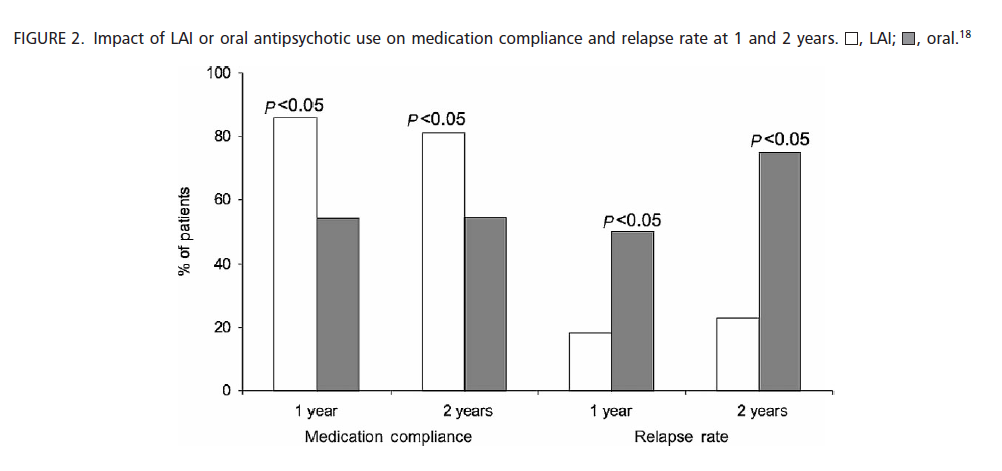 FIGURE 2. Impact of LAI or oral antipsychotic use on medication compliance and relapse rate at 1 and 2 years. □, LAI; ■, oral.18
100
80
60
40
20
0
% of patients
P<0.05
P<0.05
P<0.05
P<0.05
1 year
2 years
1 year
2 years
Medication compliance
Relapse rate